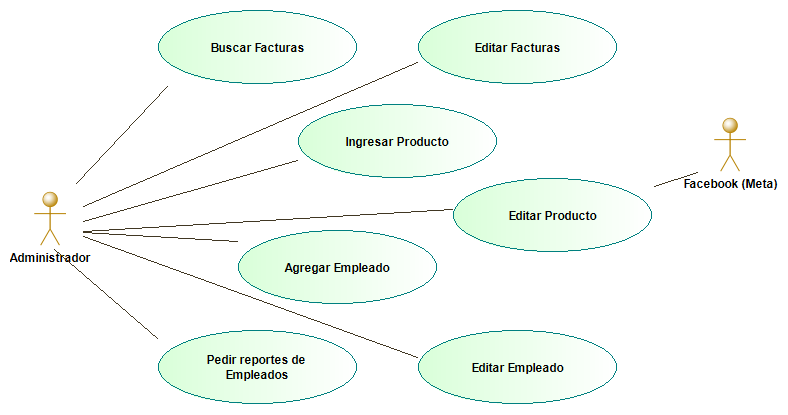 Buscar Facturas
Editar Facturas
Ingresar Producto
Facebook (Meta)
Editar Producto
Administrador
Agregar Empleado
Pedir reportes de
Empleados
Editar Empleado